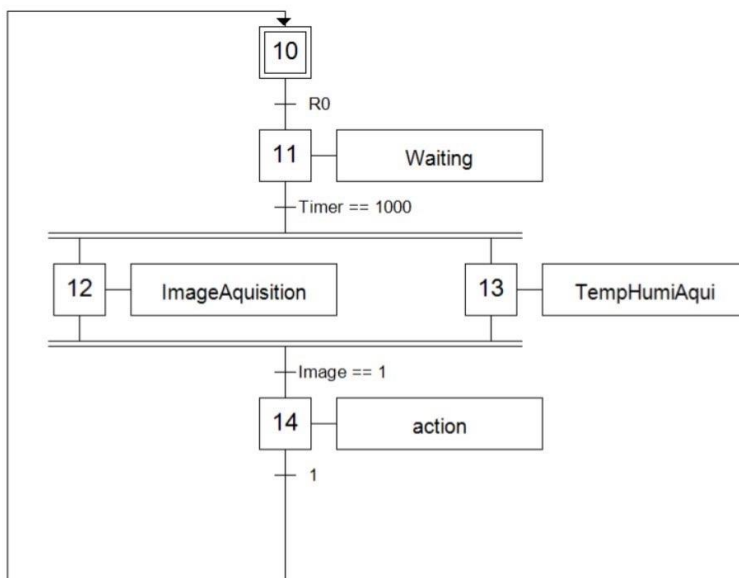 10
R0
11
Waiting
Timer == 1000
12
ImageAquisition
13
TempHumiAqui
Image == 1
14
action
1